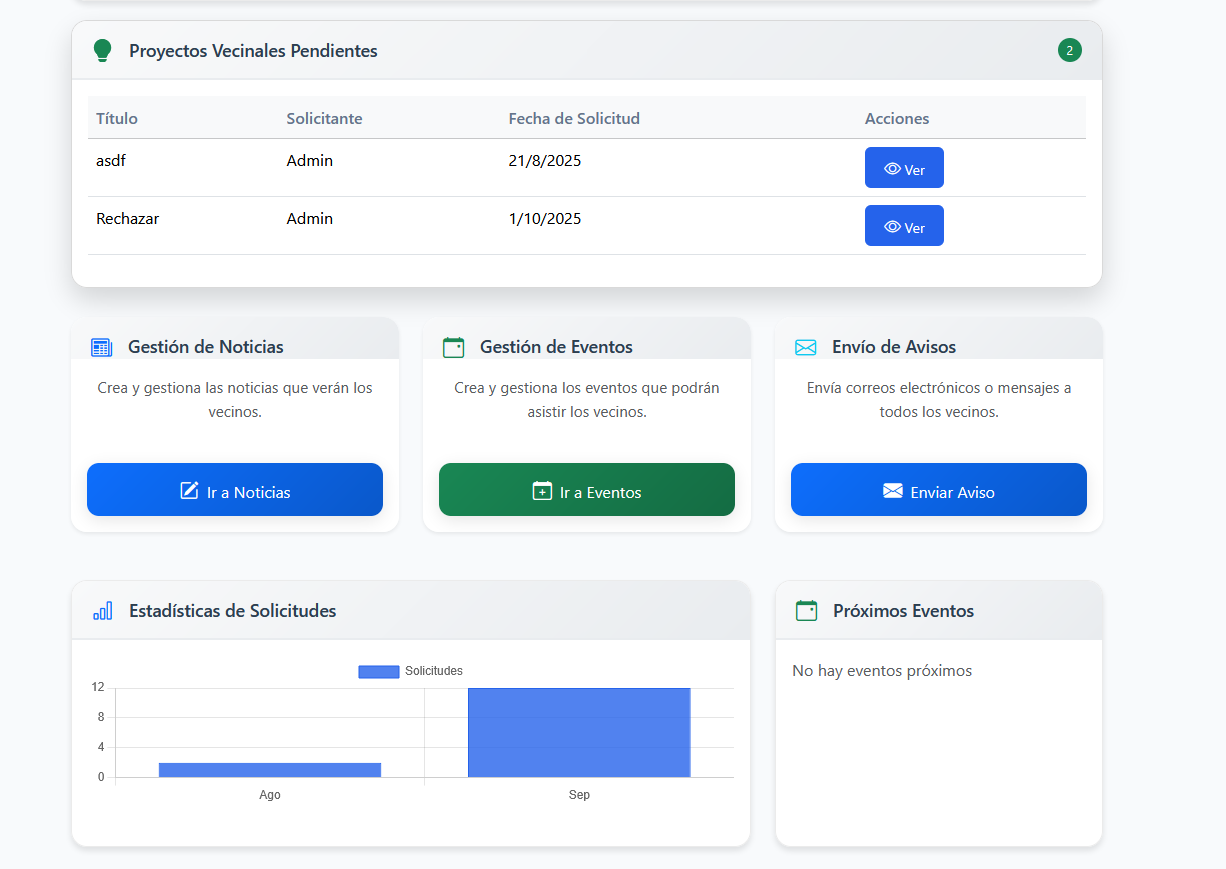 Proyectos Vecinales Pendientes 2
Título Solicitante Fecha de Solicitud Acciones
asdf Admin 21/8/2025 Ver
Rechazar Admin 1/10/2025 Ver
Gestión de Noticias
Crea y gestiona las noticias que verán los
vecinos.
Ir a Noticias
Gestión de Eventos
Crea y gestiona los eventos que podrán
asistir los vecinos.
Ir a Eventos
Envío de Avisos
Envía correos electrónicos o mensajes a
todos los vecinos.
Enviar Aviso
Estadísticas de Solicitudes
Solicitudes
12
8
4
0
Ago Sep
Próximos Eventos
No hay eventos próximos